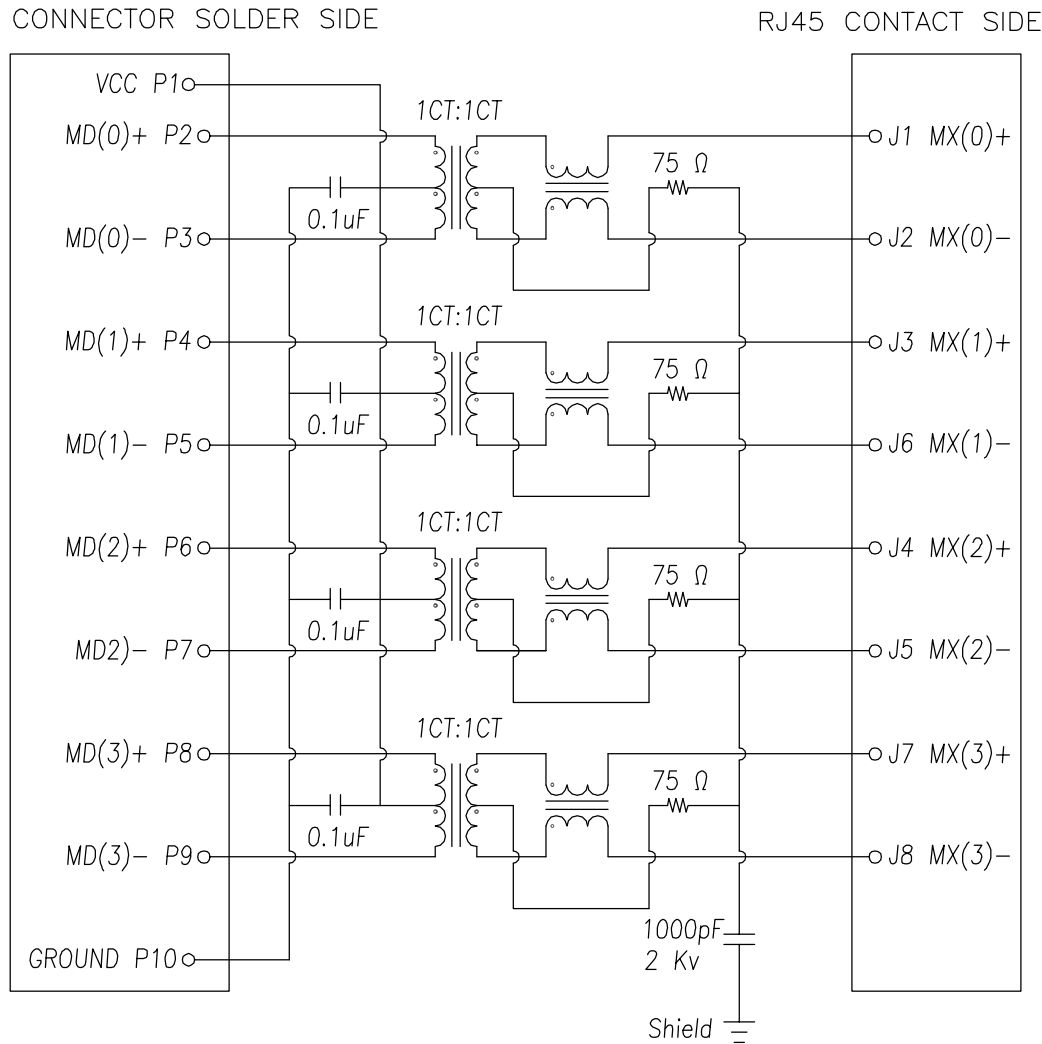 CONNECTOR SOLDER SIDE
RJ45 CONTACT SIDE
VCC P1
1CT:1CT
MD(0)+ P2
J1 MX(0)+
75 Ω
0.1uF
MD(0)- P3
J2 MX(0)-
1CT:1CT
MD(1)+ P4
J3 MX(1)+
75 Ω
0.1uF
MD(1)- P5
J6 MX(1)-
1CT:1CT
MD(2)+ P6
J4 MX(2)+
75 Ω
0.1uF
MD2)- P7
J5 MX(2)-
1CT:1CT
MD(3)+ P8
J7 MX(3)+
75 Ω
0.1uF
MD(3)- P9
J8 MX(3)-
1000pF
2 Kv
GROUND P10
Shield